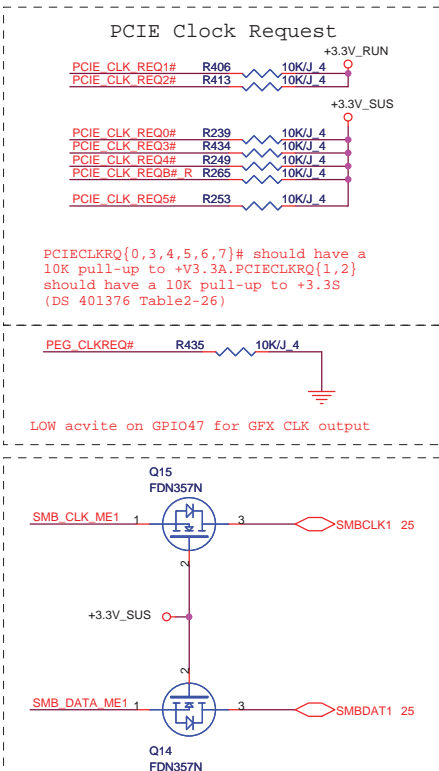 PCIE Clock Request
+3.3V_RUN
PCIE_CLK_REQ1# R406 10K/J_4
PCIE_CLK_REQ2# R413 10K/J_4
+3.3V_SUS
PCIE_CLK_REQ0# R239 10K/J_4
PCIE_CLK_REQ3# R434 10K/J_4
PCIE_CLK_REQ4# R249 10K/J_4
PCIE_CLK_REQB#_R R265 10K/J_4
PCIE_CLK_REQ5# R253 10K/J_4
PCIECLKRQ{0,3,4,5,6,7}# should have a
10K pull-up to +V3.3A.PCIECLKRQ{1,2}
should have a 10K pull-up to +3.3S
(DS 401376 Table2-26)
PEG_CLKREQ# R435 10K/J_4
LOW acvite on GPIO47 for GFX CLK output
Q15
FDN357N
SMB_CLK_ME1 1 3 SMBCLK1 25
2
+3.3V_SUS
2
SMB_DATA_ME1 1 3 SMBDAT1 25
Q14
FDN357N